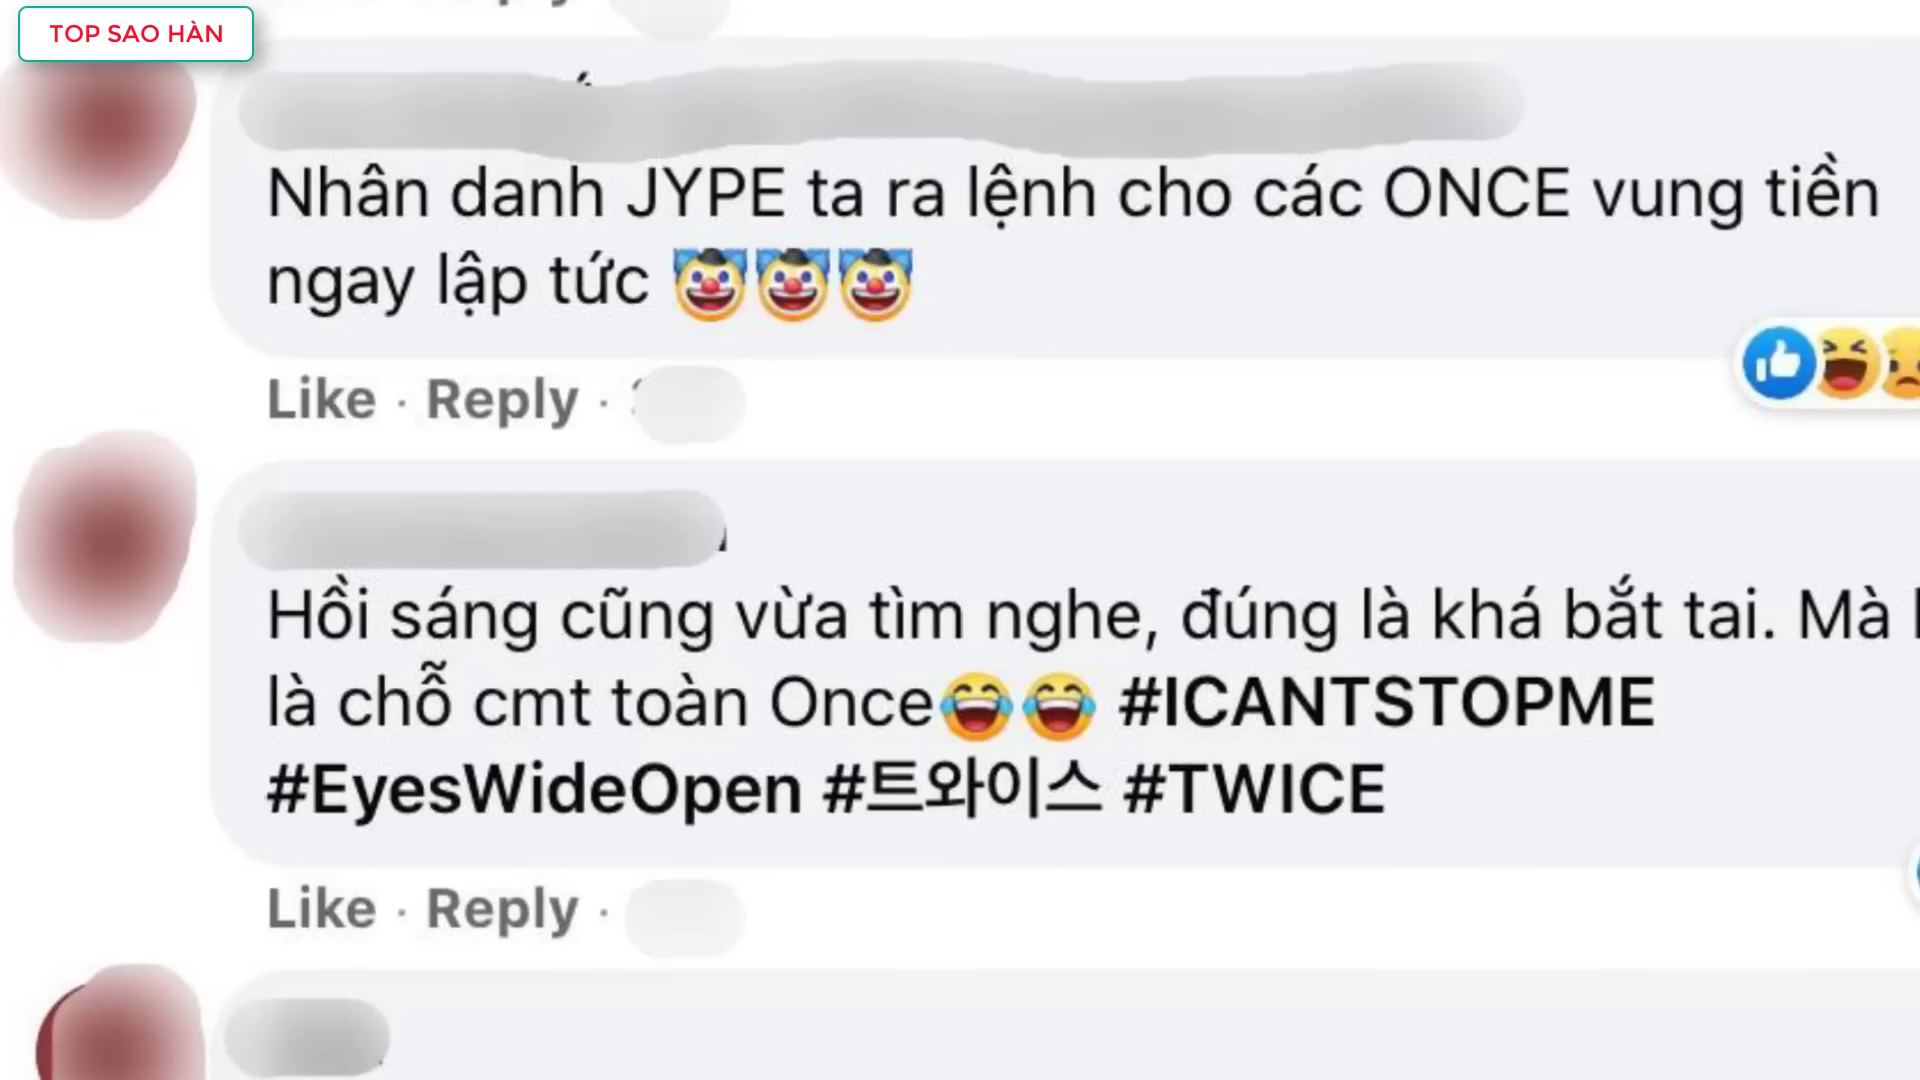 TOP SAO HÀN
Nhân danh JYPE ta ra lệnh cho các ONCE vung tiền
ngay lập tức 🤡🤡🤡
Like · Reply ·
Hồi sáng cũng vừa tìm nghe, đúng là khá bắt tai. Mà
là chỗ cmt toàn Once😂😂 #ICANTSTOPME
#EyesWideOpen #트와이스 #TWICE
Like · Reply ·